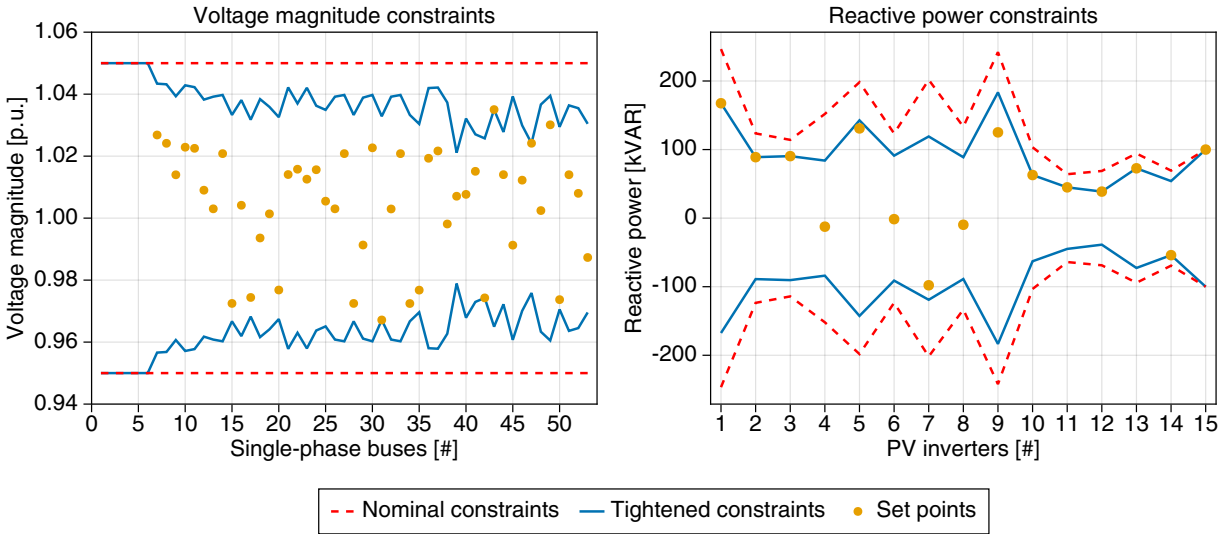 Voltage magnitude constraints
1.06
1.04
1.02
1.00
0.98
0.96
0.94
Voltage magnitude [p.u.]
0 5 10 15 20 25 30 35 40 45 50
Single-phase buses [#]
Reactive power constraints
200
100
0
-100
-200
Reactive power [kVAR]
1 2 3 4 5 6 7 8 9 10 11 12 13 14 15
PV inverters [#]
Nominal constraints Tightened constraints Set points